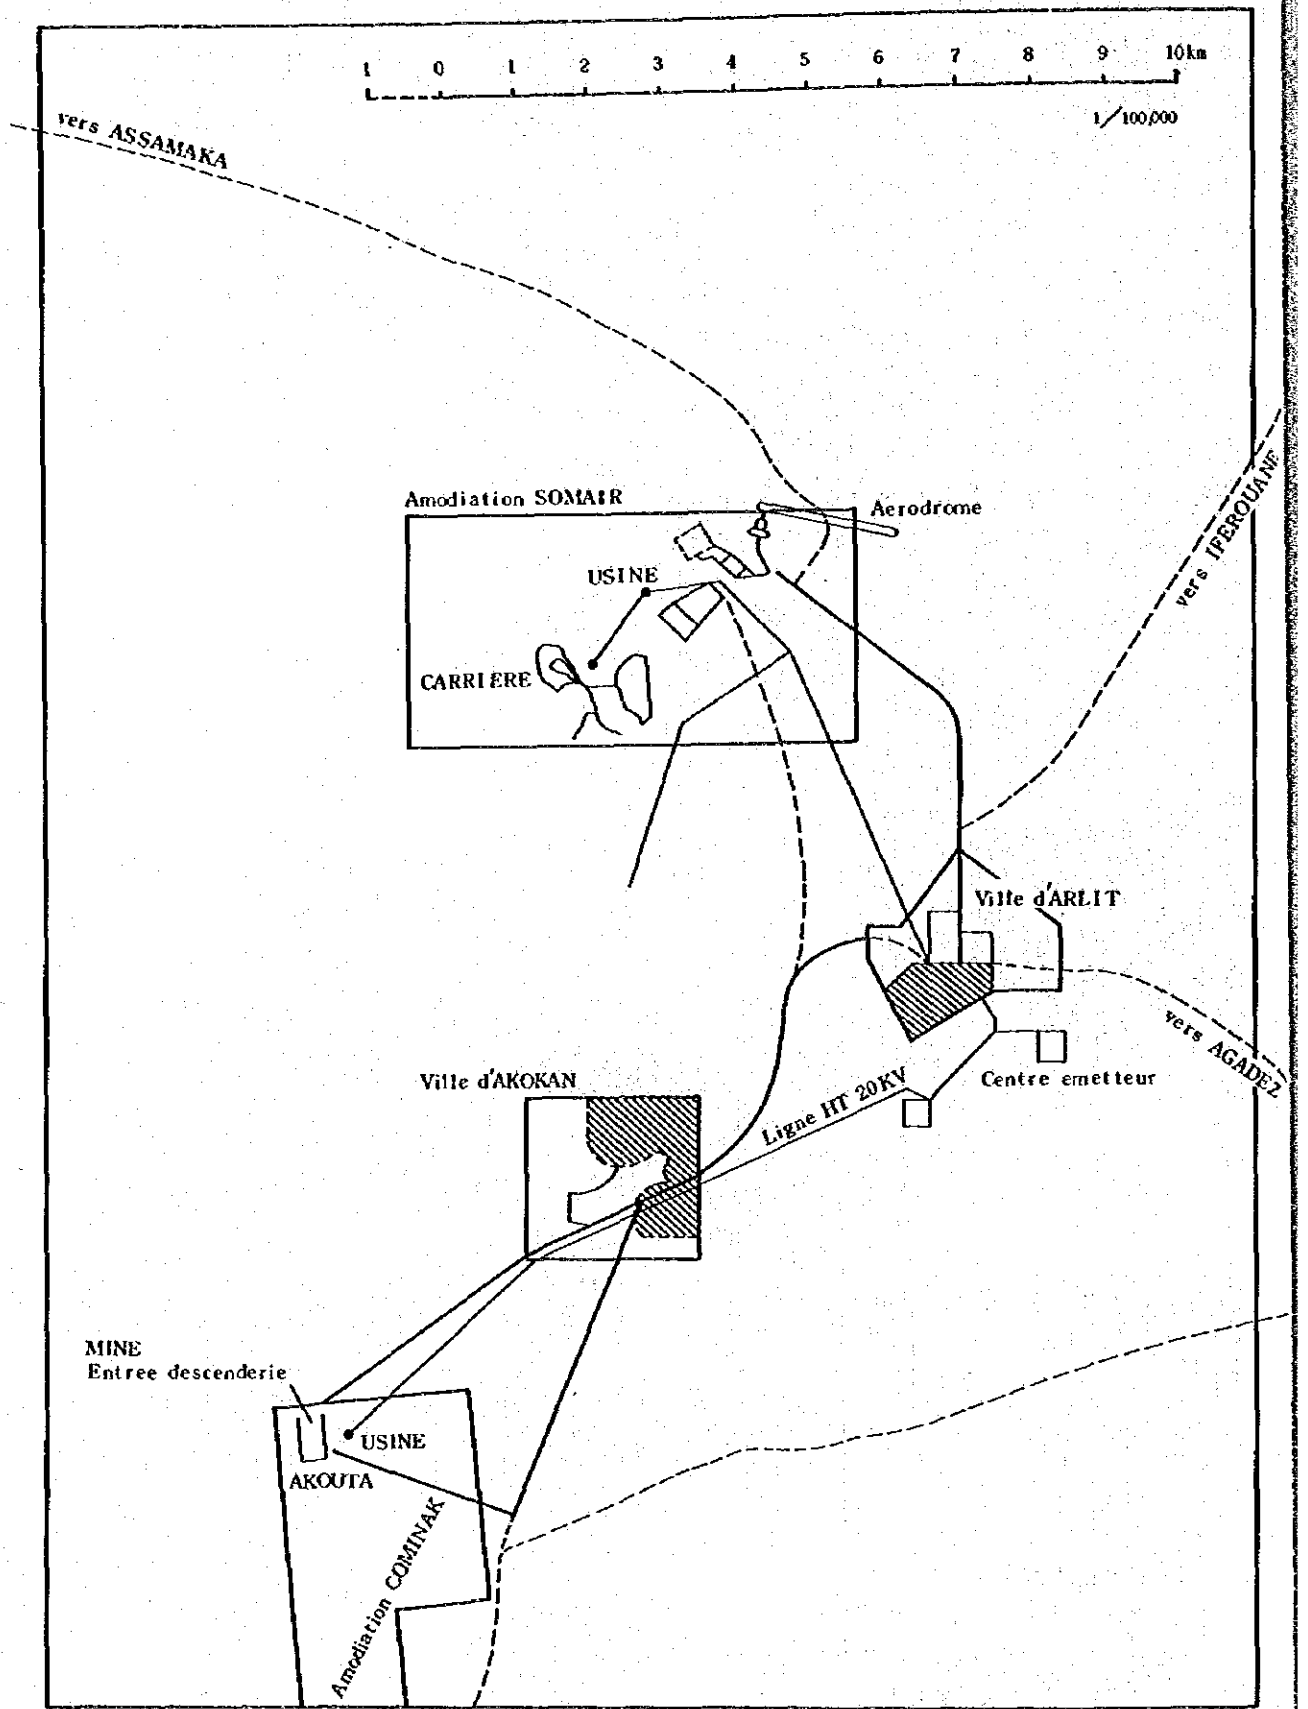 1 0 1 2 3 4 5 6 7 8 9 10km
1/100,000
vers ASSAMAKA
Amodiation SOMAIR
Aerodrome
vers IFEROUANE
USINE
CARRIERE
Ville d'ARLIT
vers AGADEZ
Centre emetteur
Ville d'AKOKAN
Ligne HT 20KV
MINE
Entree descenderie
USINE
AKOUTA
Amodiation COMINAK